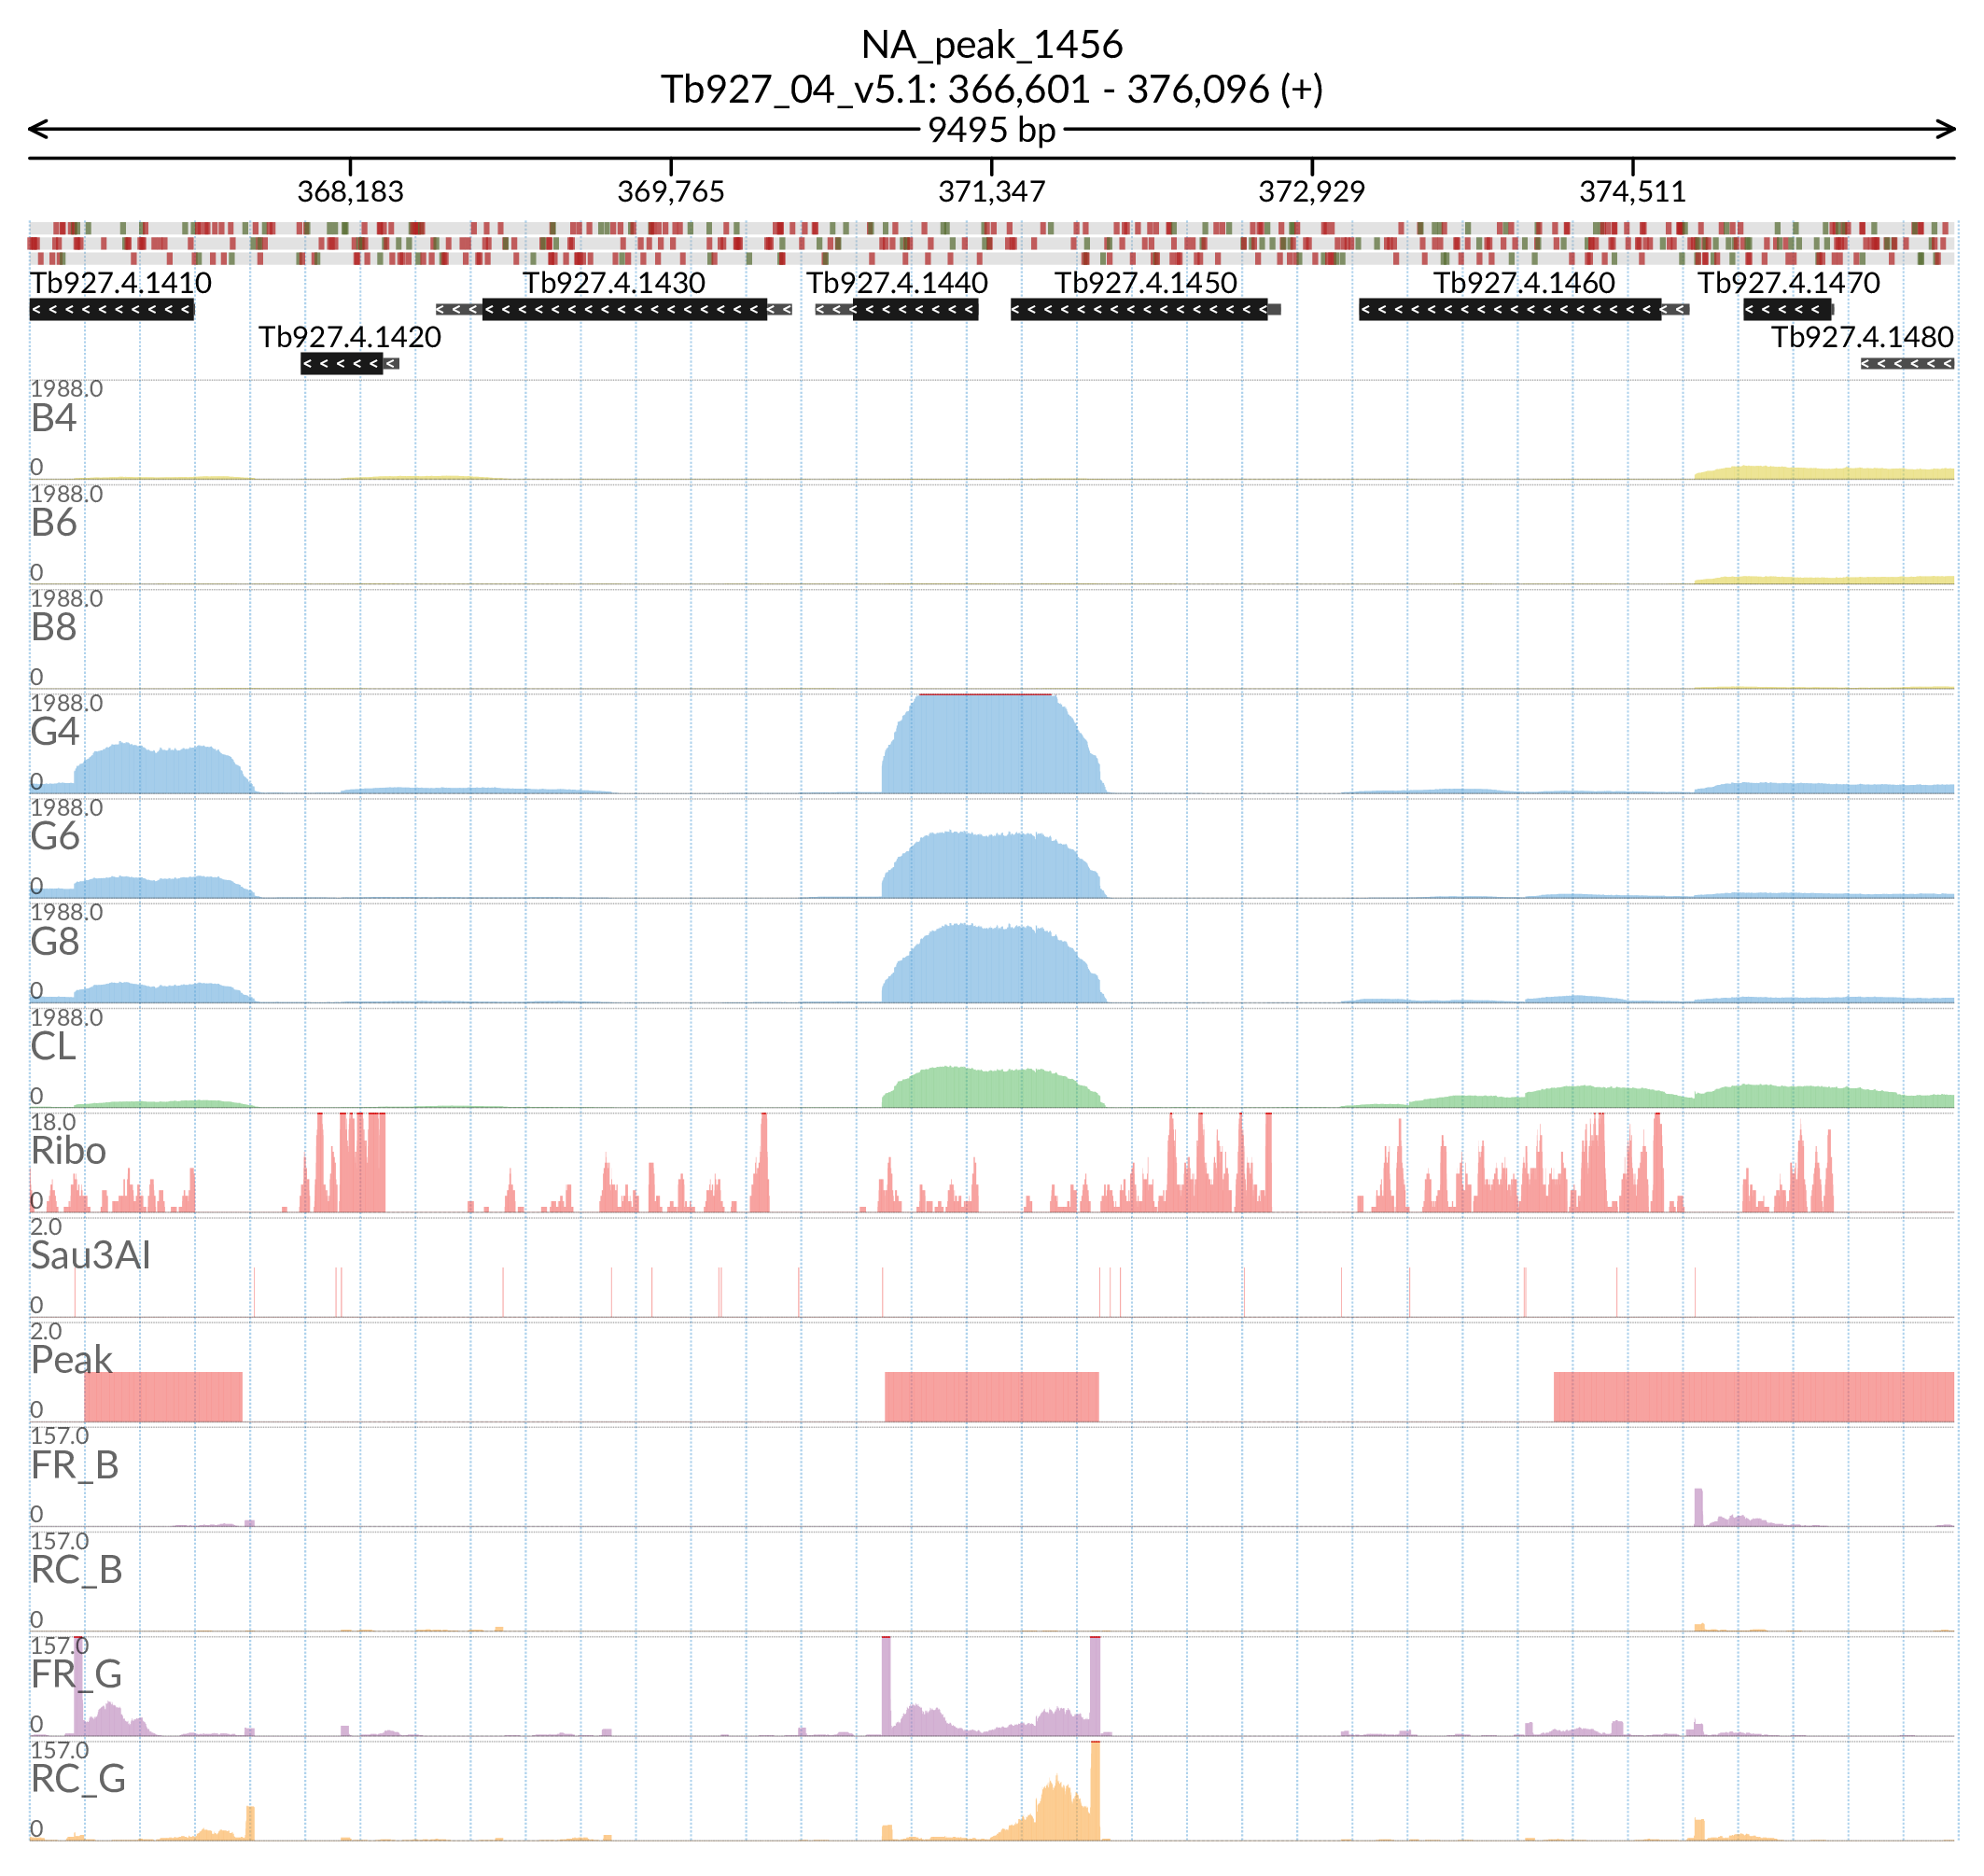 NA_peak_1456
Tb927_04_v5.1: 366,601 - 376,096 (+)
9495 bp
368,183 369,765 371,347 372,929 374,511
Tb927.4.1410 Tb927.4.1430 Tb927.4.1440 Tb927.4.1450 Tb927.4.1460 Tb927.4.1470
Tb927.4.1420 Tb927.4.1480
1988.0
B4
0
1988.0
B6
0
1988.0
B8
0
1988.0
G4
0
1988.0
G6
0
1988.0
G8
0
1988.0
CL
0
18.0
Ribo
0
2.0
Sau3AI
0
2.0
Peak
0
157.0
FR_B
0
157.0
RC_B
0
157.0
FR_G
0
157.0
RC_G
0